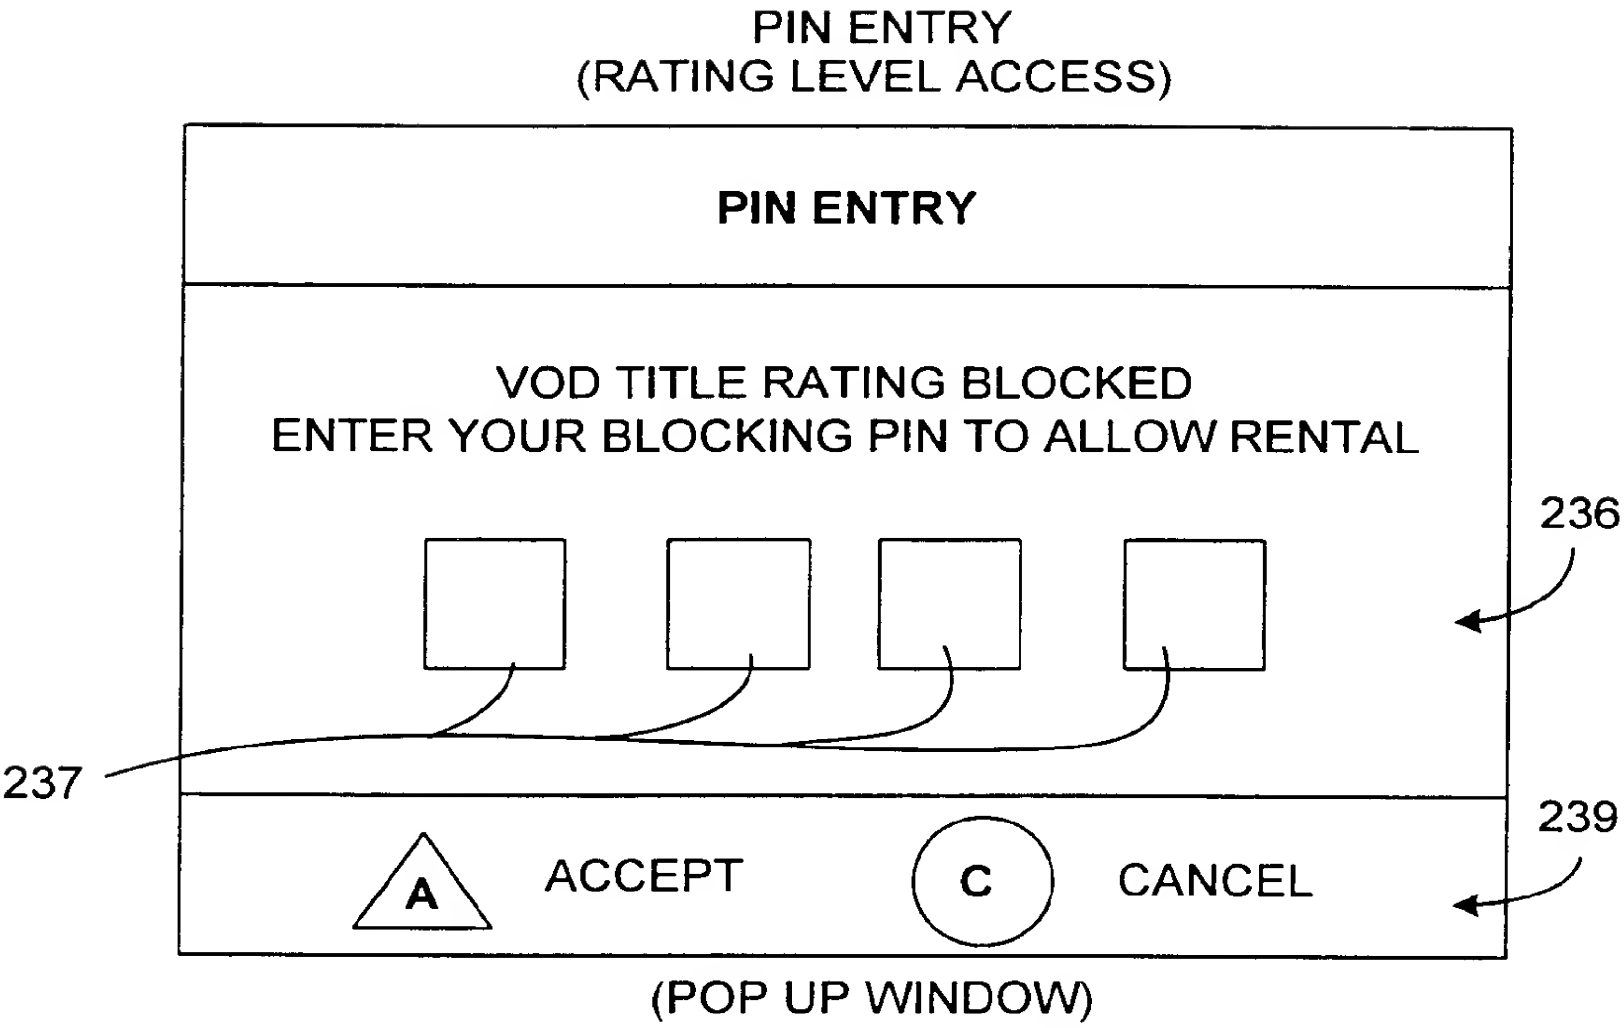 PIN ENTRY
(RATING LEVEL ACCESS)
PIN ENTRY
VOD TITLE RATING BLOCKED
ENTER YOUR BLOCKING PIN TO ALLOW RENTAL
236
237
239
A ACCEPT C CANCEL
(POP UP WINDOW)